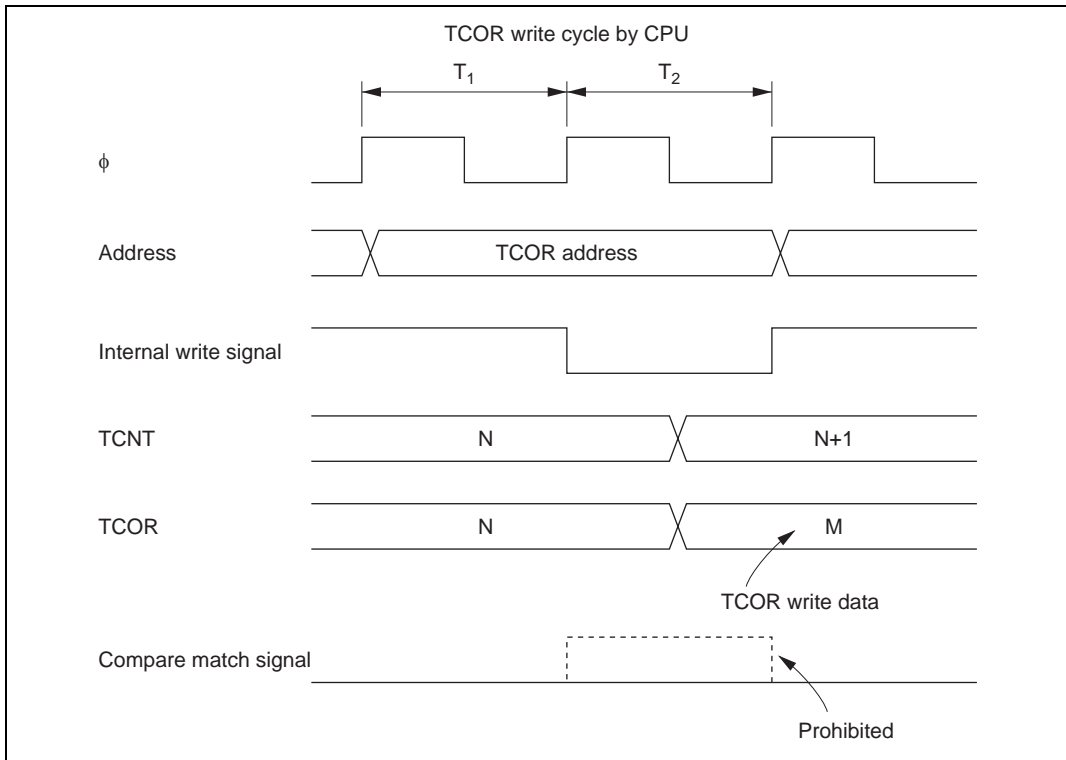 TCOR write cycle by CPU
T1 T2
ϕ
Address TCOR address
Internal write signal
TCNT N N+1
TCOR N M
TCOR write data
Compare match signal
Prohibited